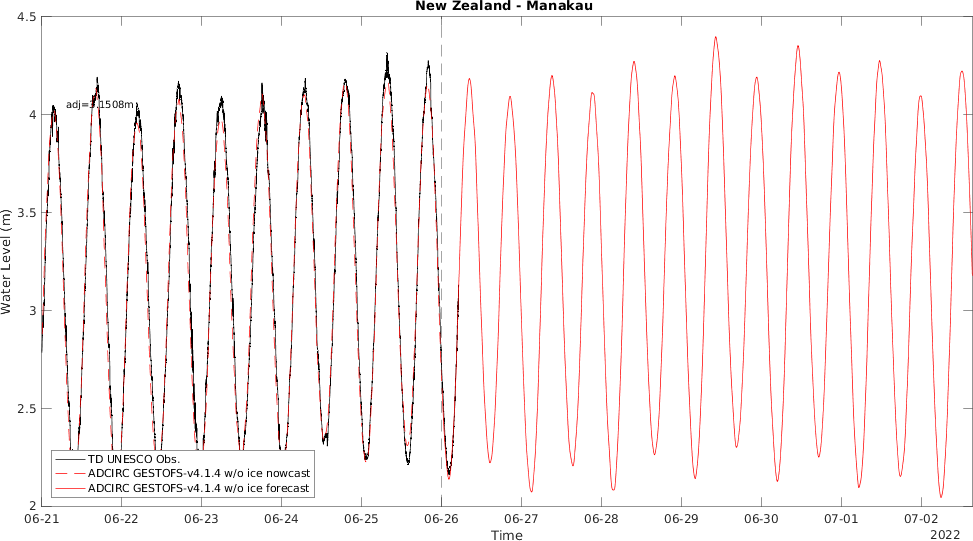 New Zealand - Manakau
4.5
4
3.5
3
2.5
2
Water Level (m)
adj=3.1508m
TD UNESCO Obs.
ADCIRC GESTOFS-v4.1.4 w/o ice nowcast
ADCIRC GESTOFS-v4.1.4 w/o ice forecast
06-21 06-22 06-23 06-24 06-25 06-26 06-27 06-28 06-29 06-30 07-01 07-02
Time
2022